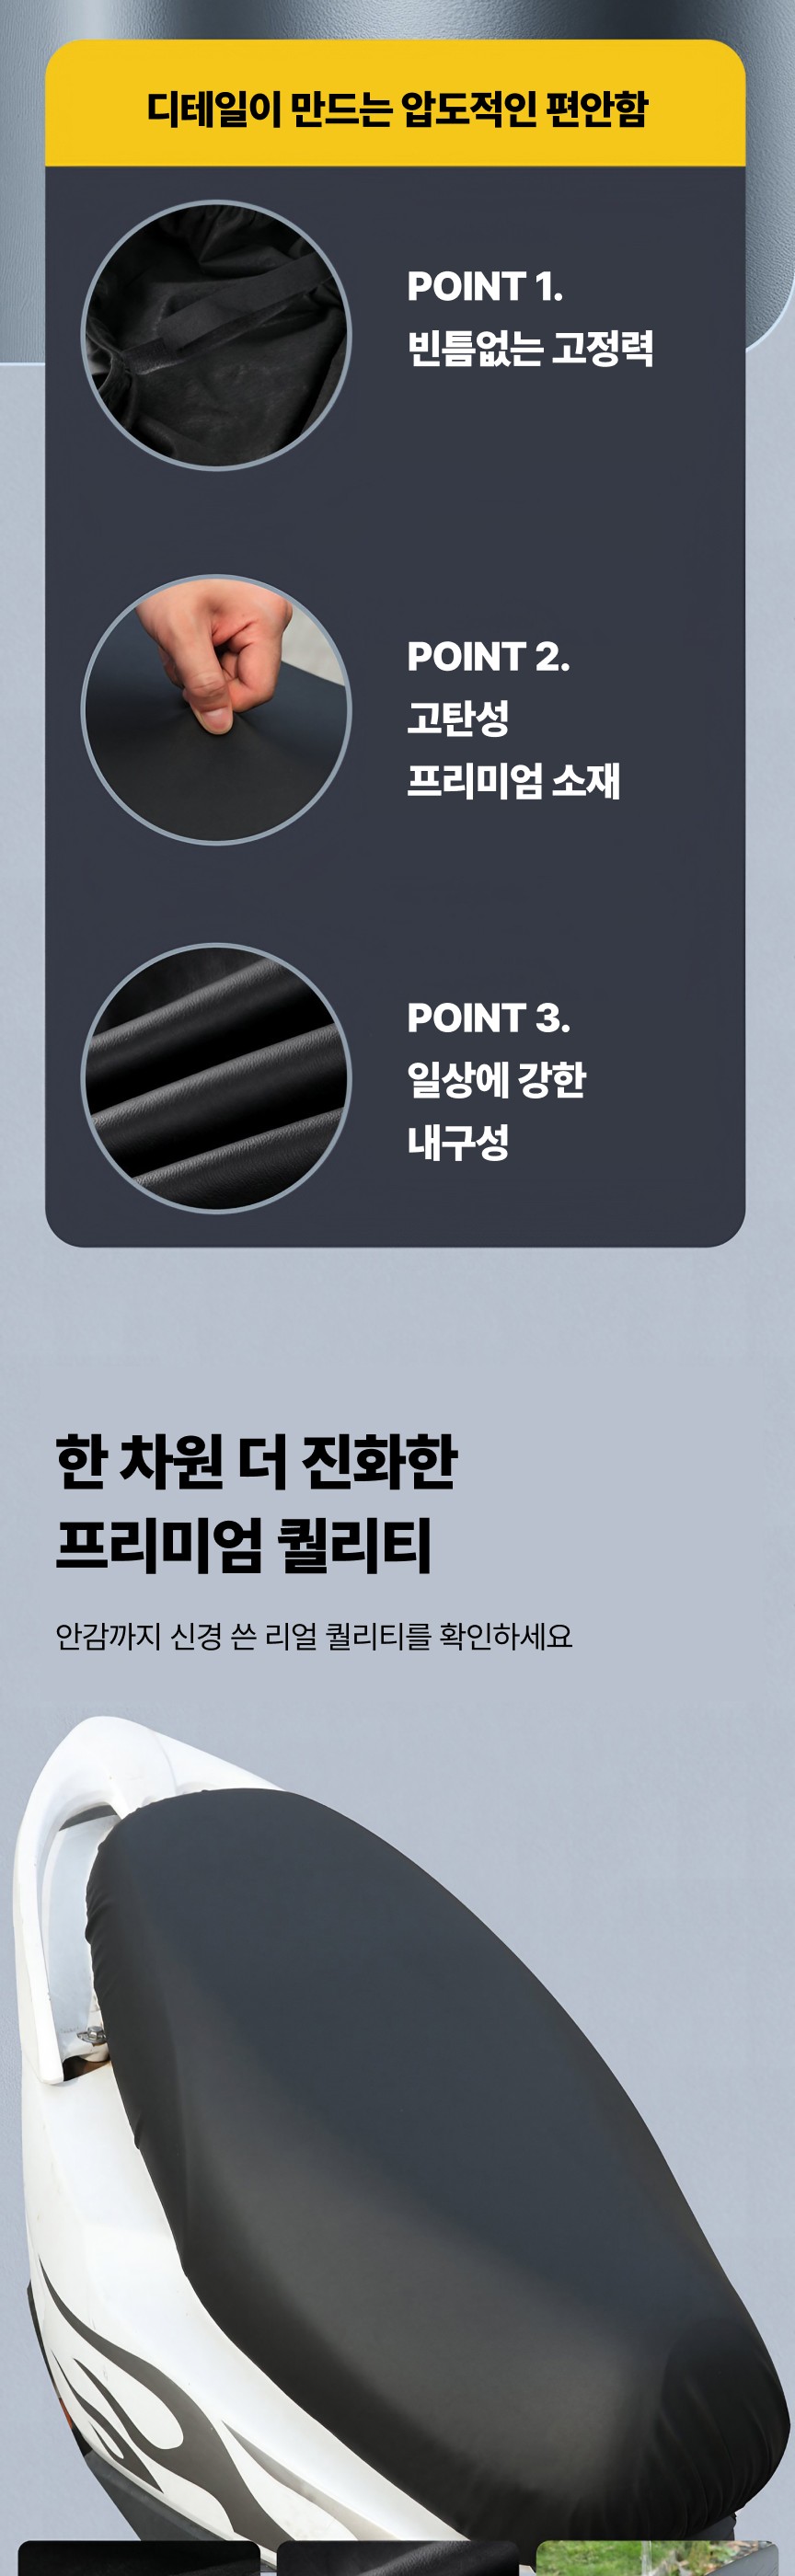 디테일이 만드는 압도적인 편안함
POINT 1.
빈틈없는 고정력
POINT 2.
고탄성
프리미엄 소재
POINT 3.
일상에 강한
내구성
한 차원 더 진화한
프리미엄 퀄리티
안감까지 신경 쓴 리얼 퀄리티를 확인하세요